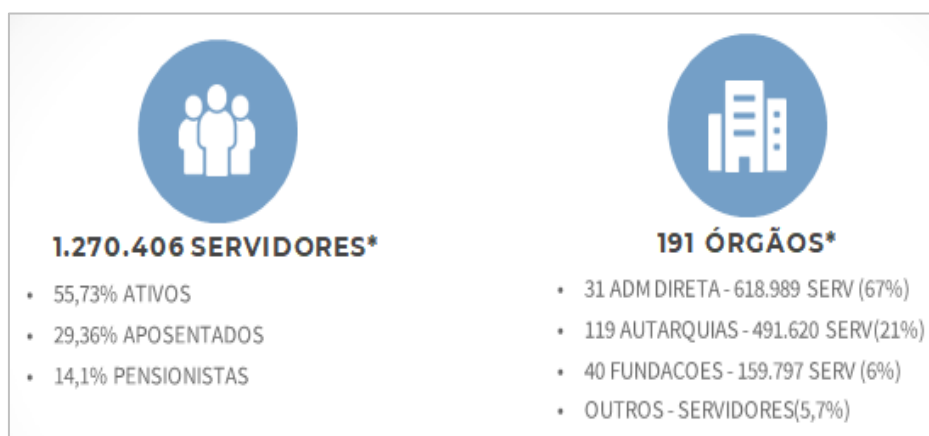 1.270.406 SERVIDORES*
• 55,73% ATIVOS
• 29,36% APOSENTADOS
• 14,1% PENSIONISTAS
191 ÓRGÃOS*
• 31 ADM DIRETA - 618.989 SERV (67%)
• 119 AUTARQUIAS - 491.620 SERV(21%)
• 40 FUNDACOES - 159.797 SERV (6%)
• OUTROS - SERVIDORES(5,7%)